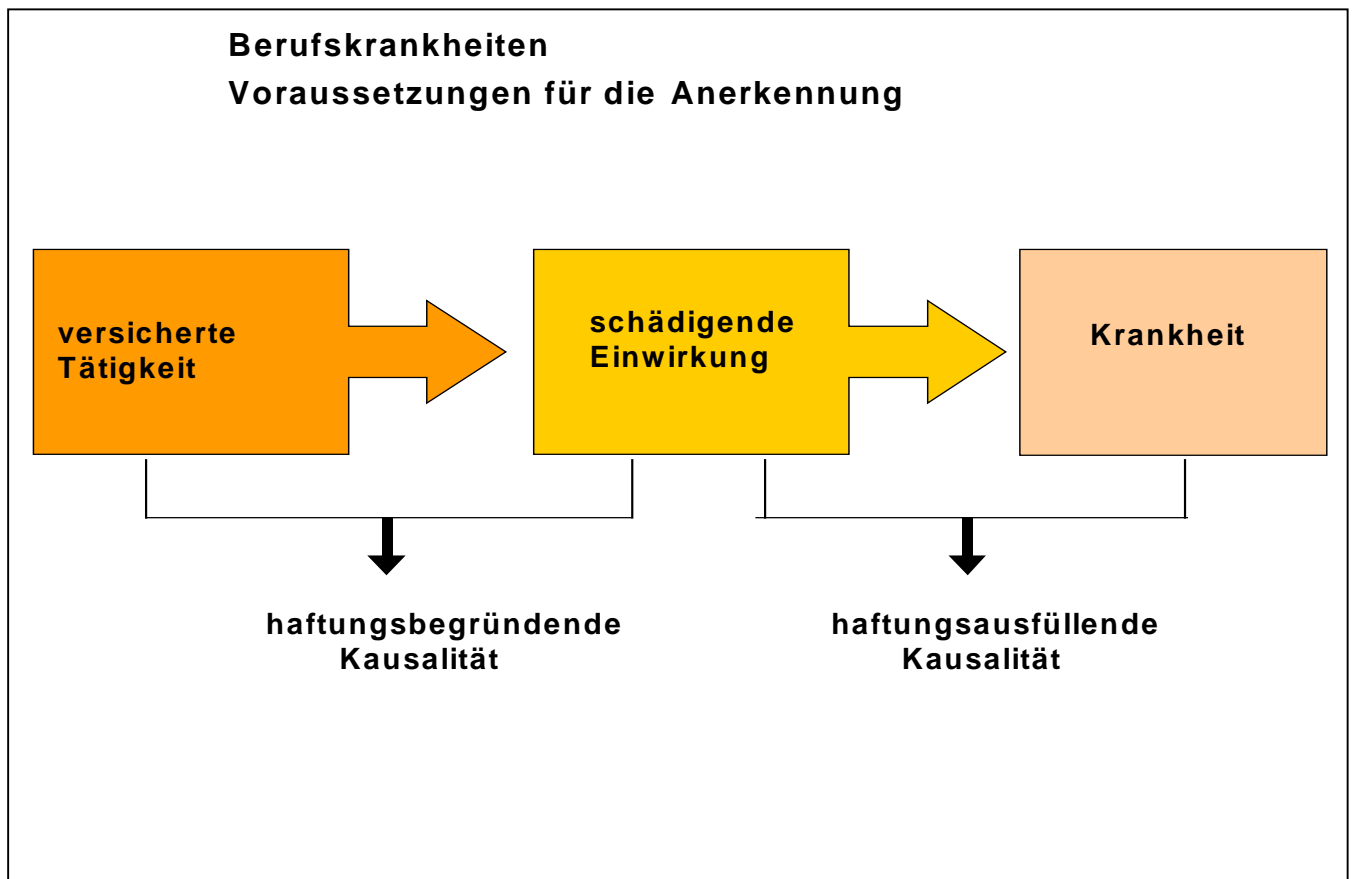 Berufskrankheiten
Voraussetzungen für die Anerkennung
versicherte
Tätigkeit
schädigende
Einwirkung
Krankheit
haftungsbegründende
Kausalität
haftungsausfüllende
Kausalität